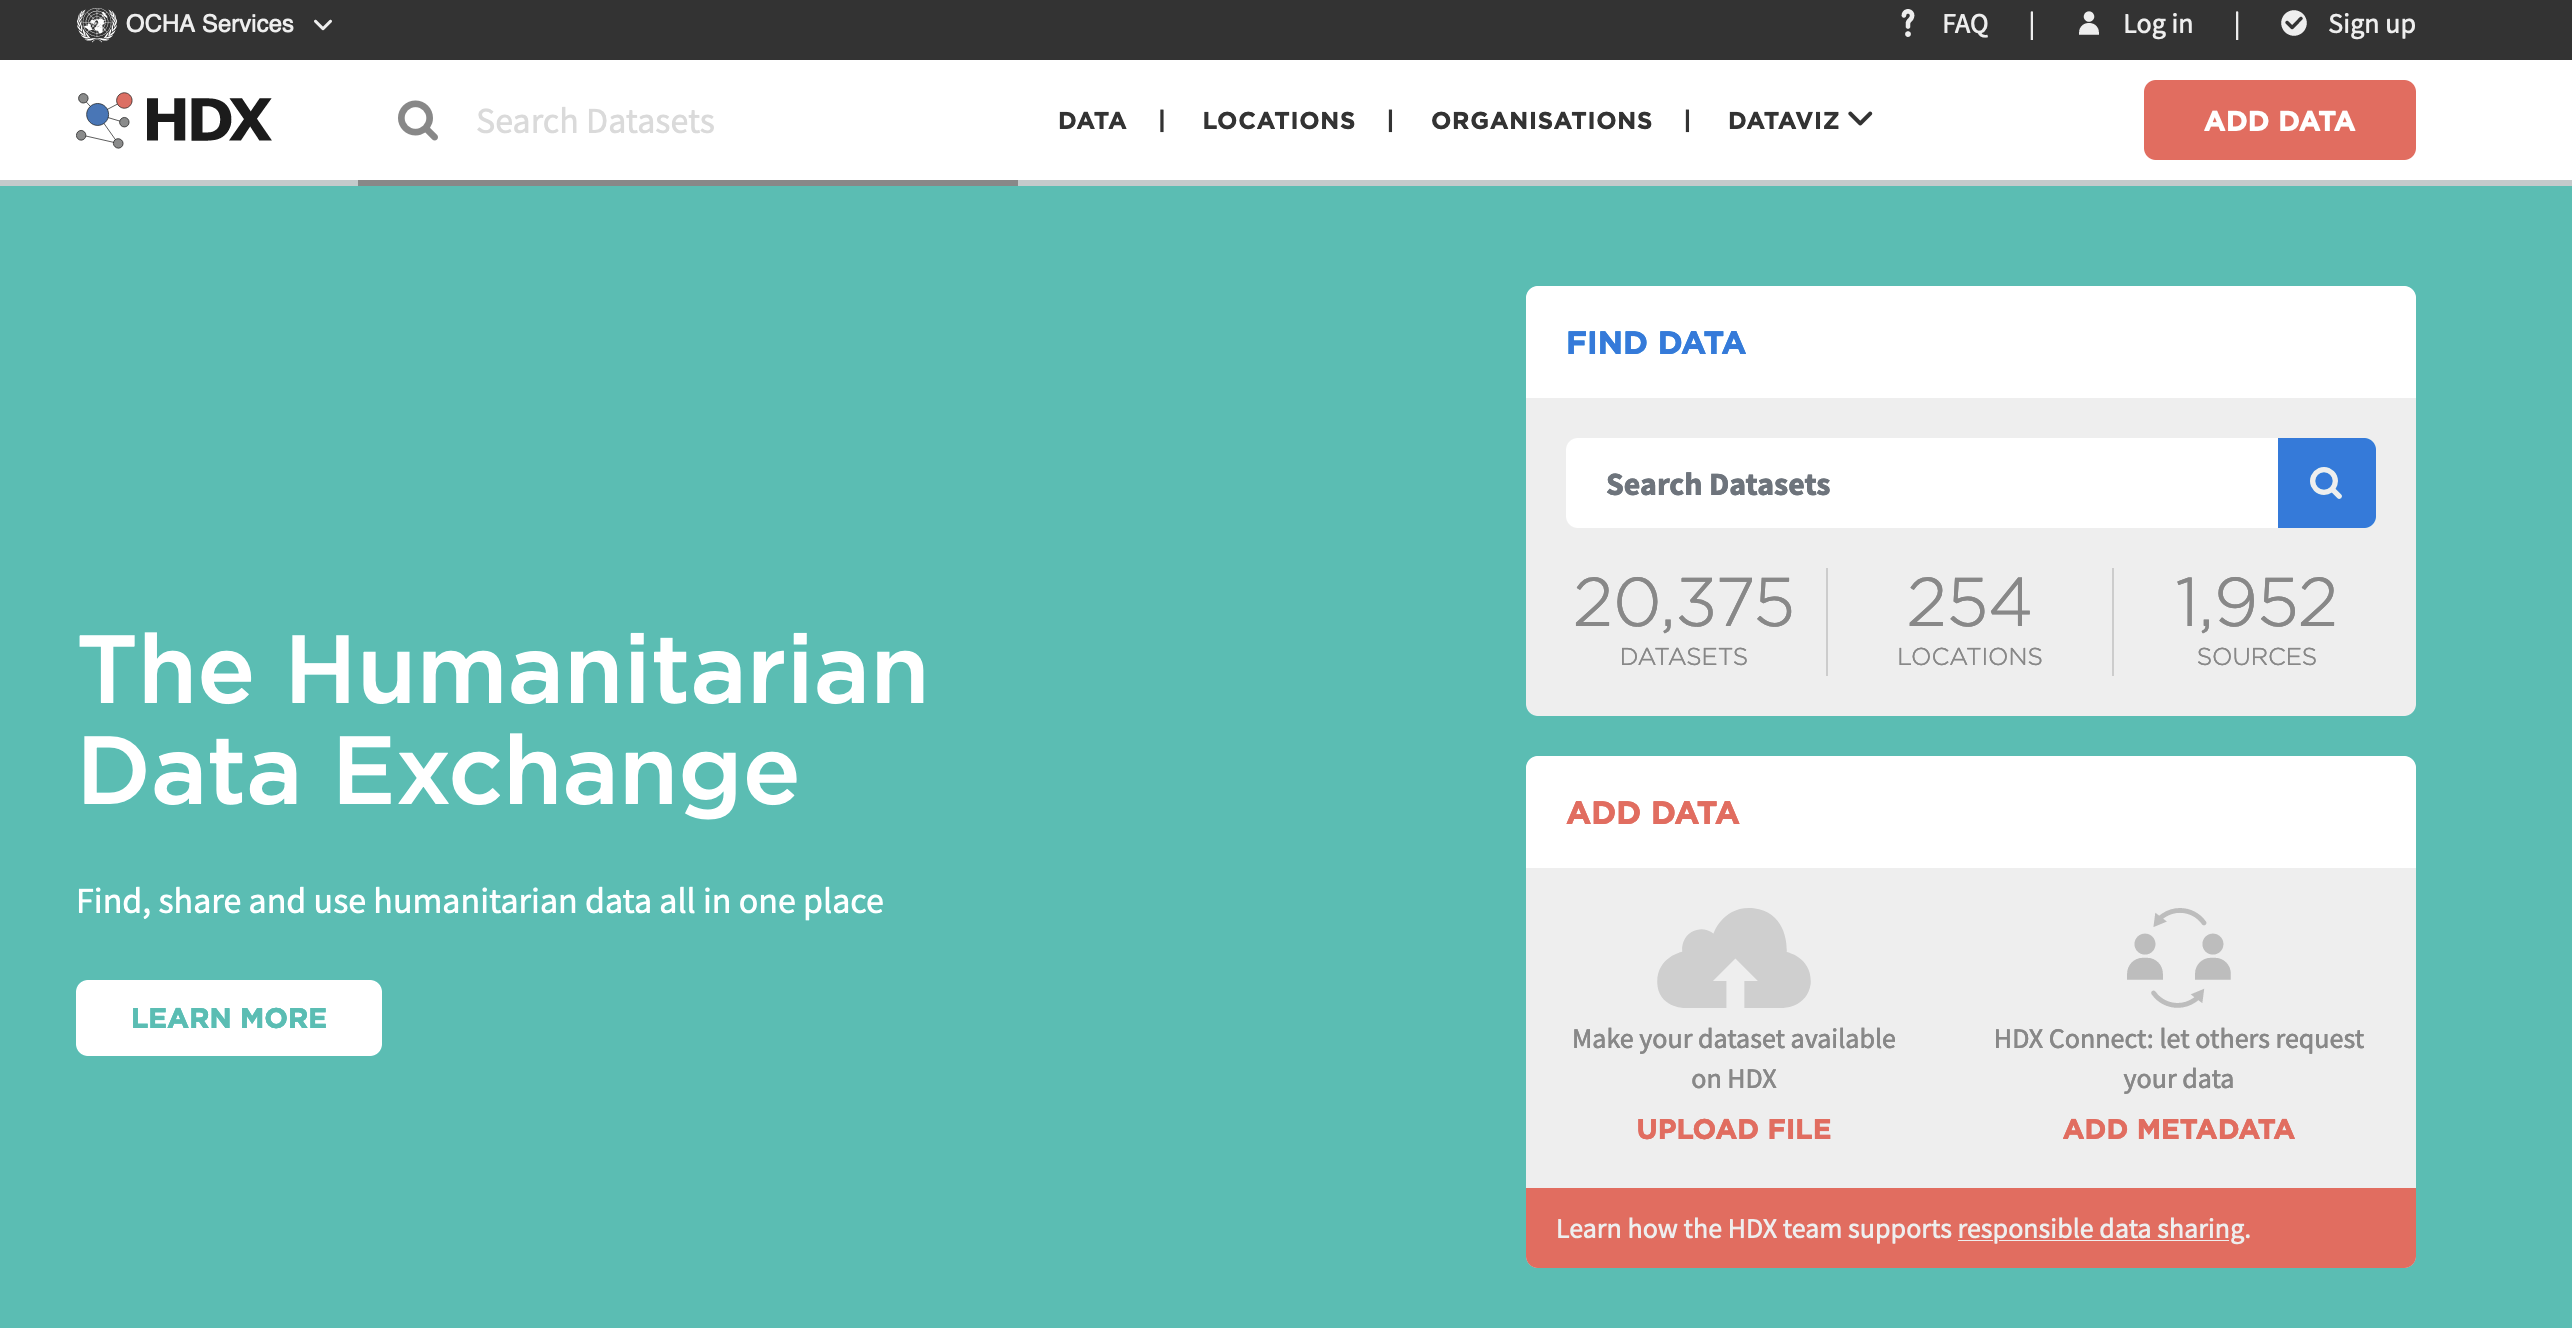 OCHA Services
FAQ | Log in | Sign up
HDX
Search Datasets
DATA | LOCATIONS | ORGANISATIONS | DATAVIZ
ADD DATA
The Humanitarian
Data Exchange
Find, share and use humanitarian data all in one place
LEARN MORE
FIND DATA
Search Datasets
20,375 254 1,952
DATASETS LOCATIONS SOURCES
ADD DATA
Make your dataset available
on HDX
UPLOAD FILE
HDX Connect: let others request
your data
ADD METADATA
Learn how the HDX team supports responsible data sharing.